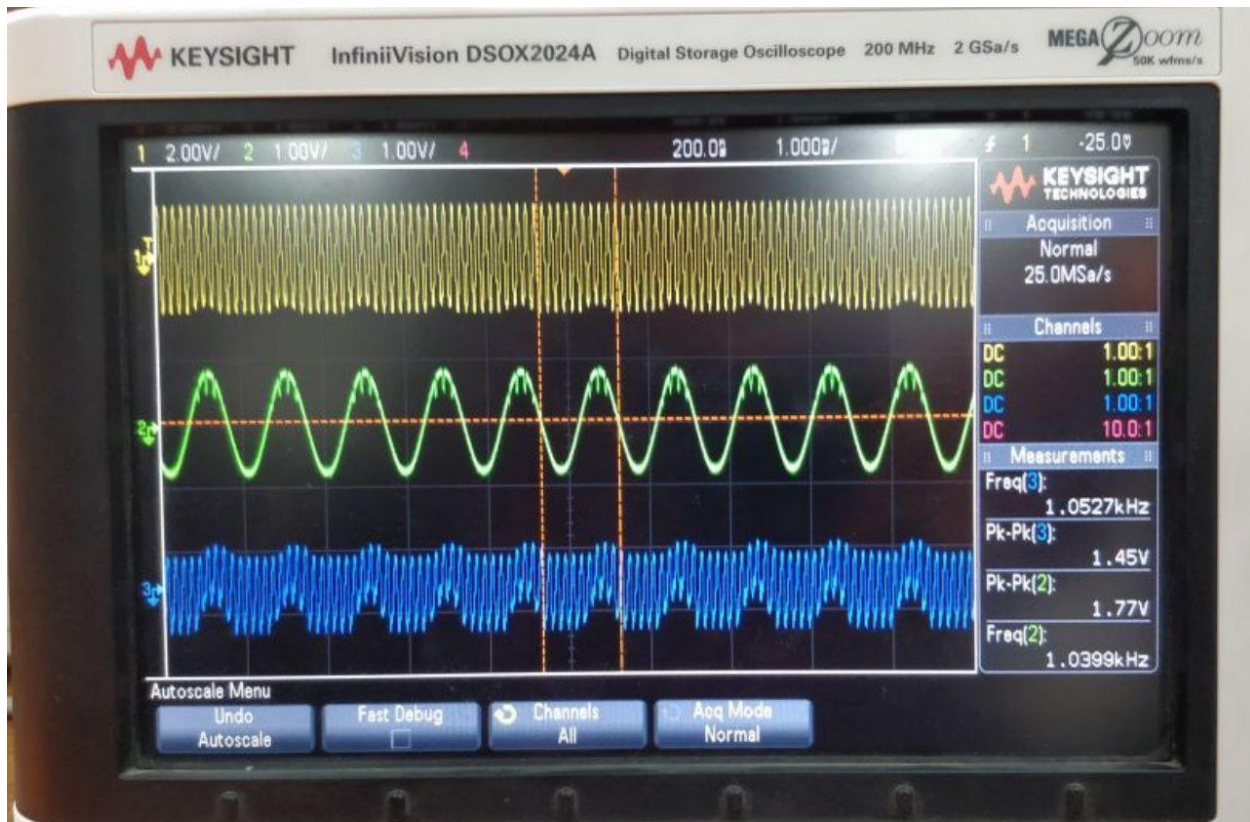 KEYSIGHT InfiniiVision DSOX2024A Digital Storage Oscilloscope 200 MHz 2 GSa/s MEGA Zoom
50K wfms/s
1 2.00V/ 2 1.00V/ 3 1.00V/ 4 200.0 1.000 / 1 -25.0
KEYSIGHT
TECHNOLOGIES
Acquisition
Normal
25.0MSa/s
Channels
DC 1.00:1
DC 1.00:1
DC 1.00:1
DC 10.0:1
Measurements
Freq(3):
1.0527kHz
Pk-Pk(3):
1.45V
Pk-Pk(2):
1.77V
Freq(2):
1.0399kHz
T
1
2
3
Autoscale Menu
Undo Autoscale
Fast Debug
Channels All
Acq Mode Normal